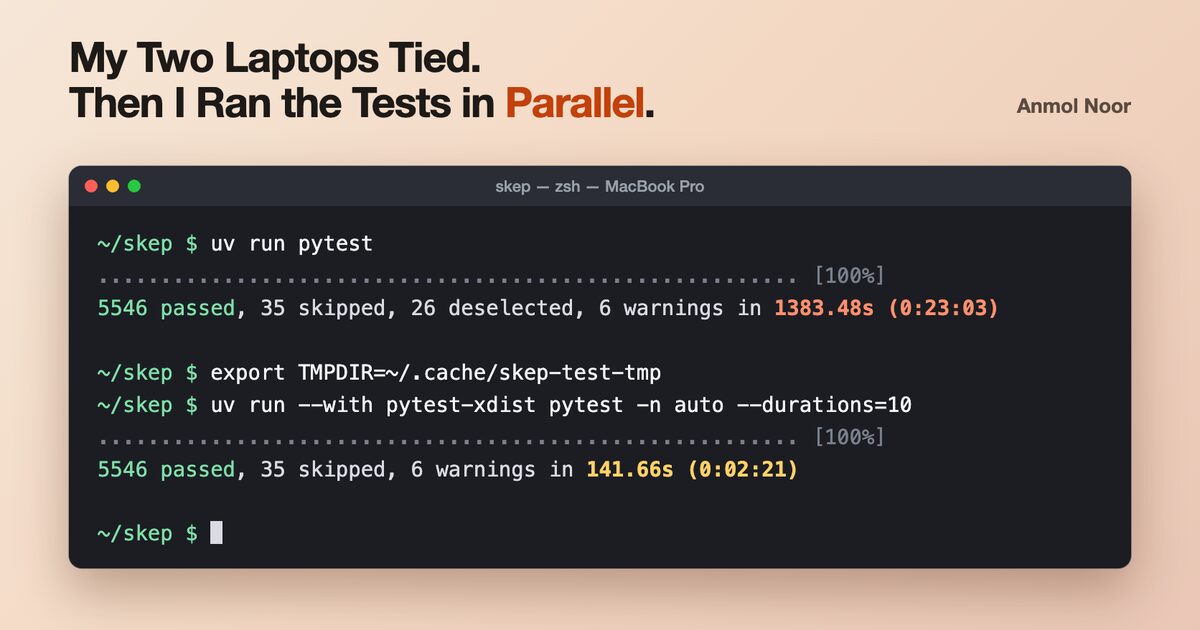 My Two Laptops Tied.
Then I Ran the Tests in Parallel.
Anmol Noor
skep — zsh — MacBook Pro
~/skep $ uv run pytest
........................................................ [100%]
5546 passed, 35 skipped, 26 deselected, 6 warnings in 1383.48s (0:23:03)
~/skep $ export TMPDIR=~/.cache/skep-test-tmp
~/skep $ uv run --with pytest-xdist pytest -n auto --durations=10
........................................................ [100%]
5546 passed, 35 skipped, 6 warnings in 141.66s (0:02:21)
~/skep $